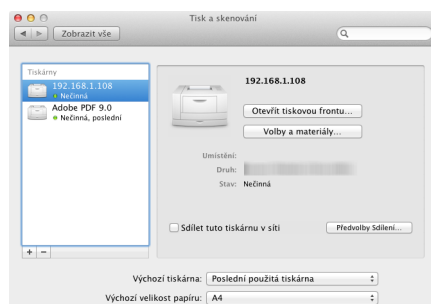 Tisk a skenování
Zobrazit vše
Tiskárny
192.168.1.108
Nečinná
Adobe PDF 9.0
Nečinná, poslední
192.168.1.108
Otevřít tiskovou frontu...
Volby a materiály...
Umístění:
Druh:
Stav: Nečinná
Sdílet tuto tiskárnu v síti
Předvolby Sdílení...
+ −
Výchozí tiskárna: Poslední použitá tiskárna
Výchozí velikost papíru: A4